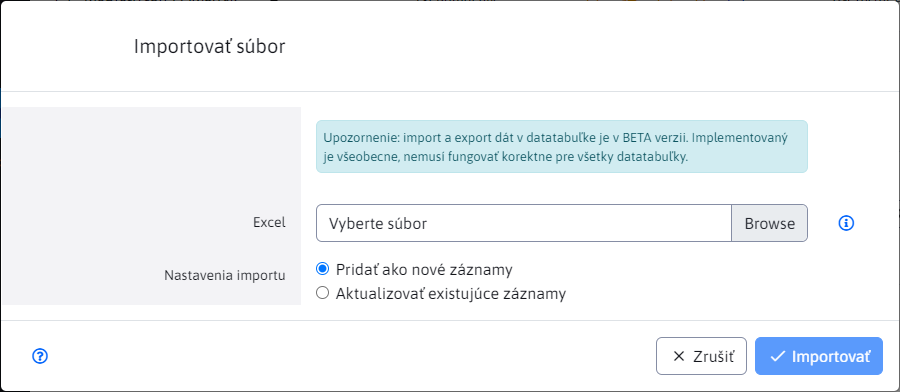 Importovať súbor
Upozornenie: import a export dát v datatabuľke je v BETA verzii. Implementovaný
je všeobecne, nemusí fungovať korektne pre všetky datatabuľky.
Excel
Vyberte súbor
Browse
Nastavenia importu
Pridať ako nové záznamy
Aktualizovať existujúce záznamy
Zrušiť
Importovať